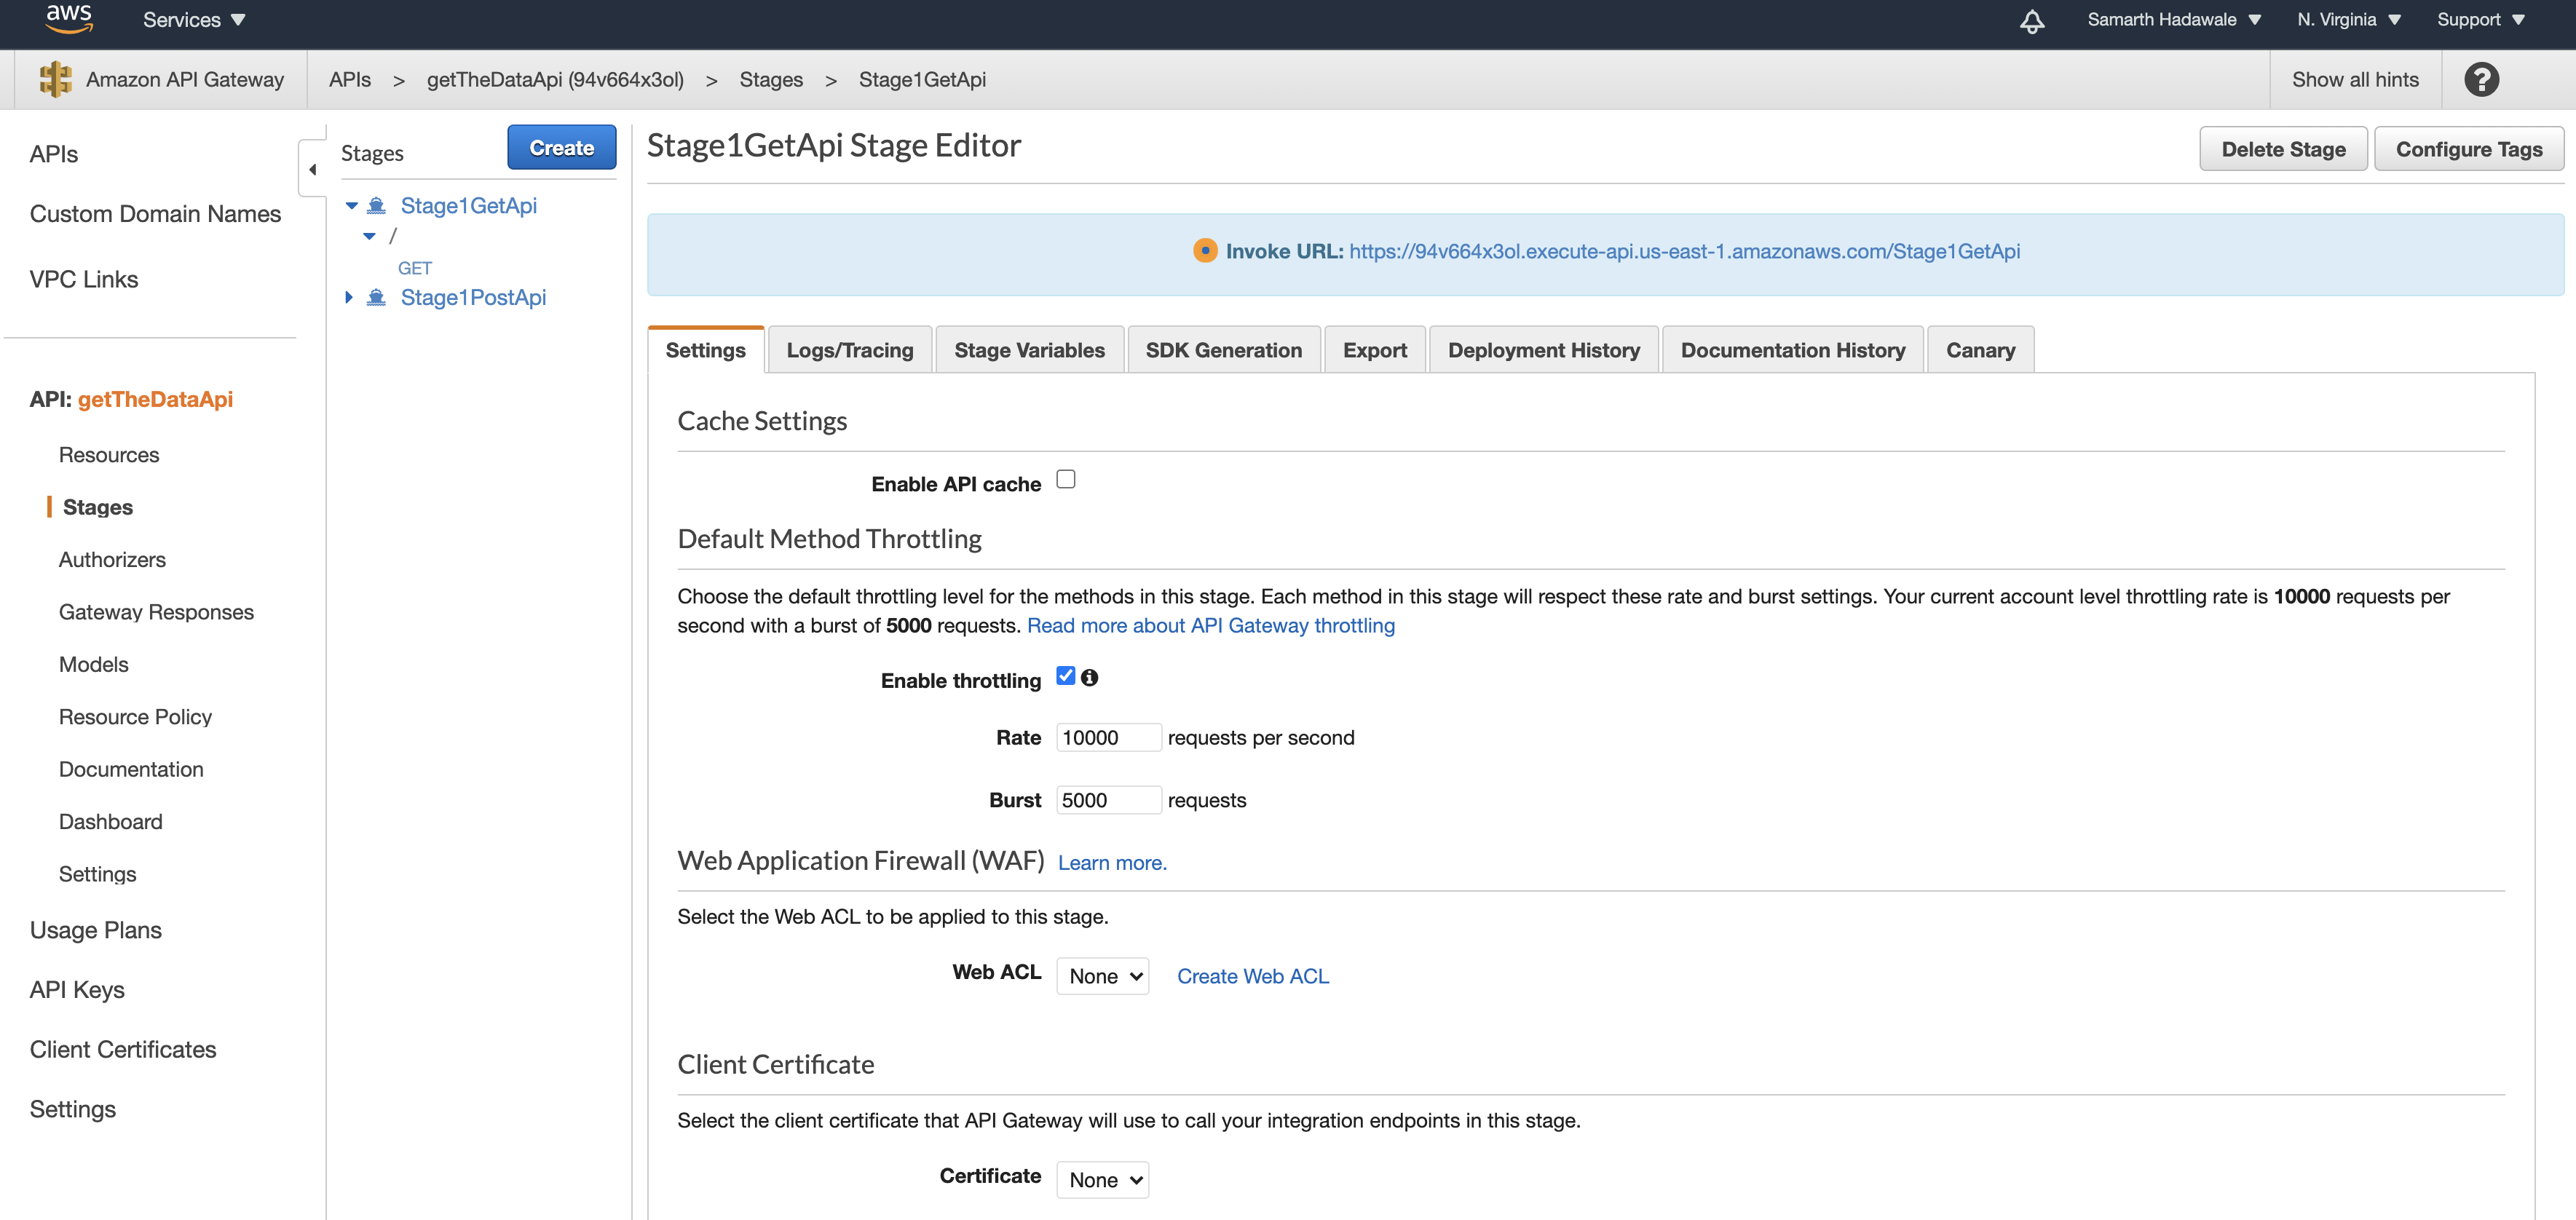 aws
Services
Samarth Hadawale
N. Virginia
Support
Amazon API Gateway
APIs > getTheDataApi (94v664x3ol) > Stages > Stage1GetApi
Show all hints
?
APIs
Custom Domain Names
VPC Links
API: getTheDataApi
Resources
Stages
Authorizers
Gateway Responses
Models
Resource Policy
Documentation
Dashboard
Settings
Usage Plans
API Keys
Client Certificates
Settings
Stages
Create
Stage1GetApi
/
GET
Stage1PostApi
Stage1GetApi Stage Editor
Delete Stage
Configure Tags
Invoke URL: https://94v664x3ol.execute-api.us-east-1.amazonaws.com/Stage1GetApi
Settings
Logs/Tracing
Stage Variables
SDK Generation
Export
Deployment History
Documentation History
Canary
Cache Settings
Enable API cache
Default Method Throttling
Choose the default throttling level for the methods in this stage. Each method in this stage will respect these rate and burst settings. Your current account level throttling rate is 10000 requests per
second with a burst of 5000 requests. Read more about API Gateway throttling
Enable throttling
Rate 10000 requests per second
Burst 5000 requests
Web Application Firewall (WAF) Learn more.
Select the Web ACL to be applied to this stage.
Web ACL None Create Web ACL
Client Certificate
Select the client certificate that API Gateway will use to call your integration endpoints in this stage.
Certificate None